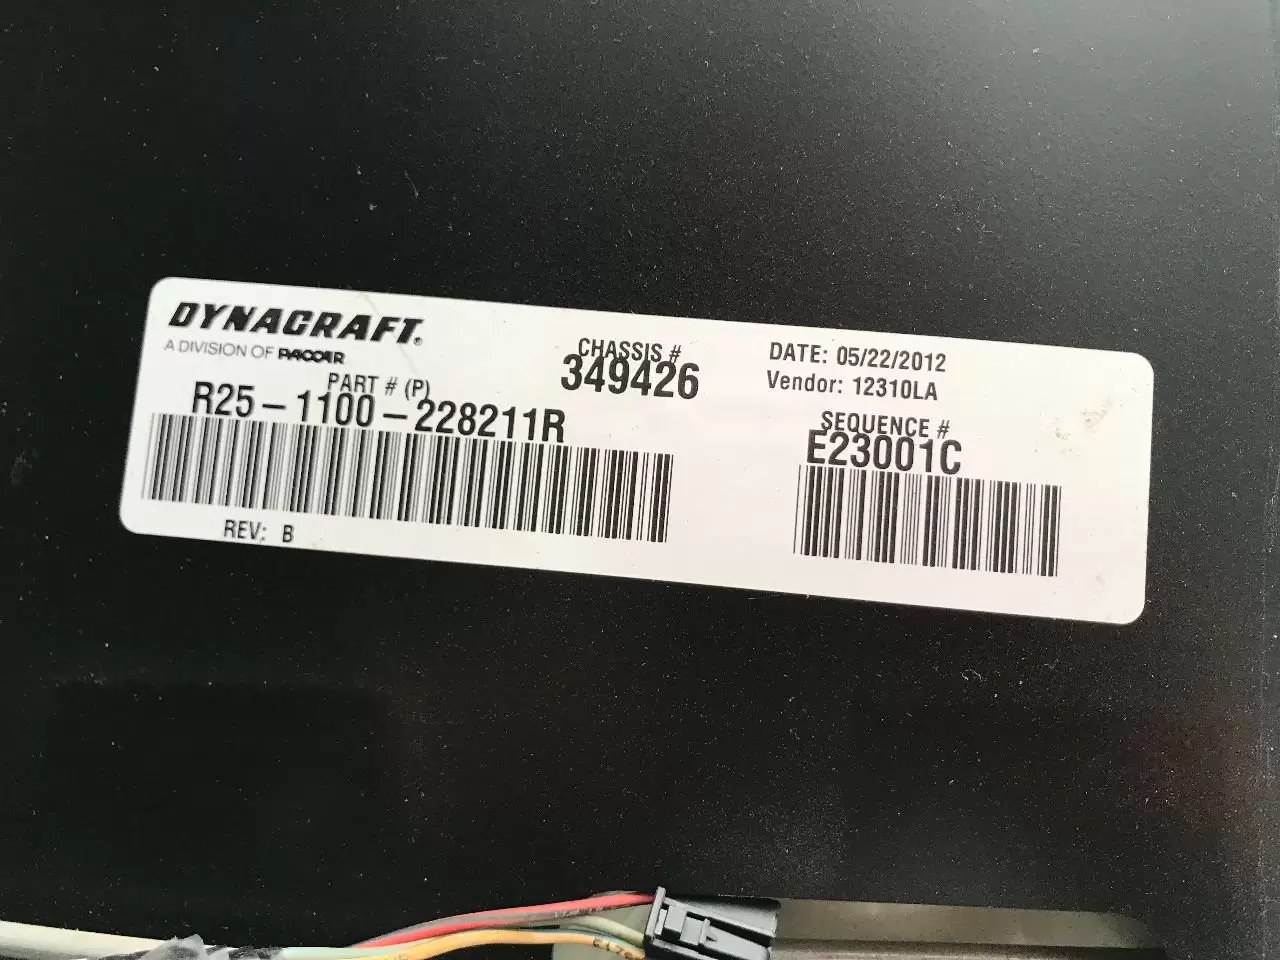 DYNACRAFT®
A DIVISION OF PACCAR
PART # (P)
R25-1100-228211R
REV: B
CHASSIS #
349426
DATE: 05/22/2012
Vendor: 12310LA
SEQUENCE #
E23001C